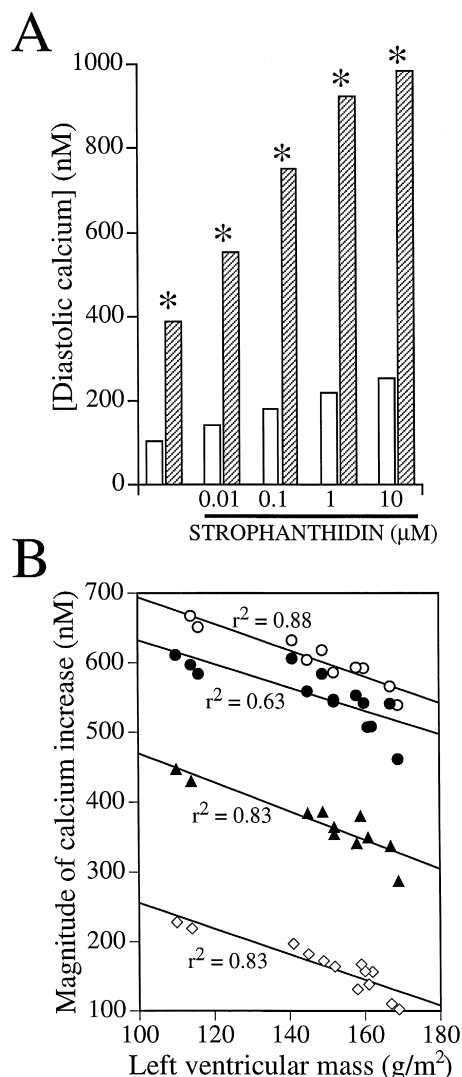 A
[Diastolic calcium] (nM)
1000
800
600
400
200
0
* * * * *
0.01 0.1 1 10
STROPHANTHIDIN (μM)
B
Magnitude of calcium increase (nM)
700
600
500
400
300
200
100
r² = 0.88
r² = 0.63
r² = 0.83
r² = 0.83
100 120 140 160 180
Left ventricular mass (g/m²)